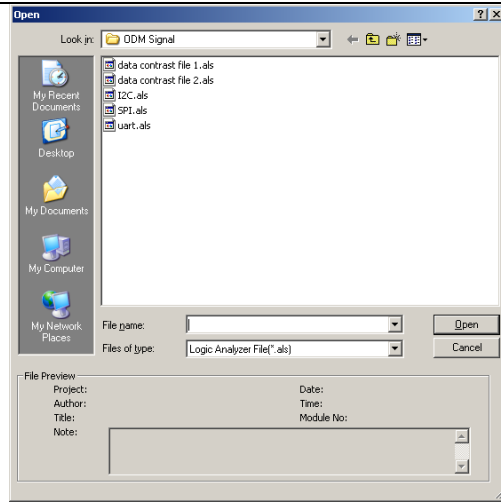 Open
Look in: ODM Signal
My Recent Documents
Desktop
My Documents
My Computer
My Network Places
data contrast file 1.als
data contrast file 2.als
I2C.als
SPI.als
uart.als
File name:
Open
Files of type: Logic Analyzer File(*.als)
Cancel
File Preview
Project: Date:
Author: Time:
Title: Module No:
Note: